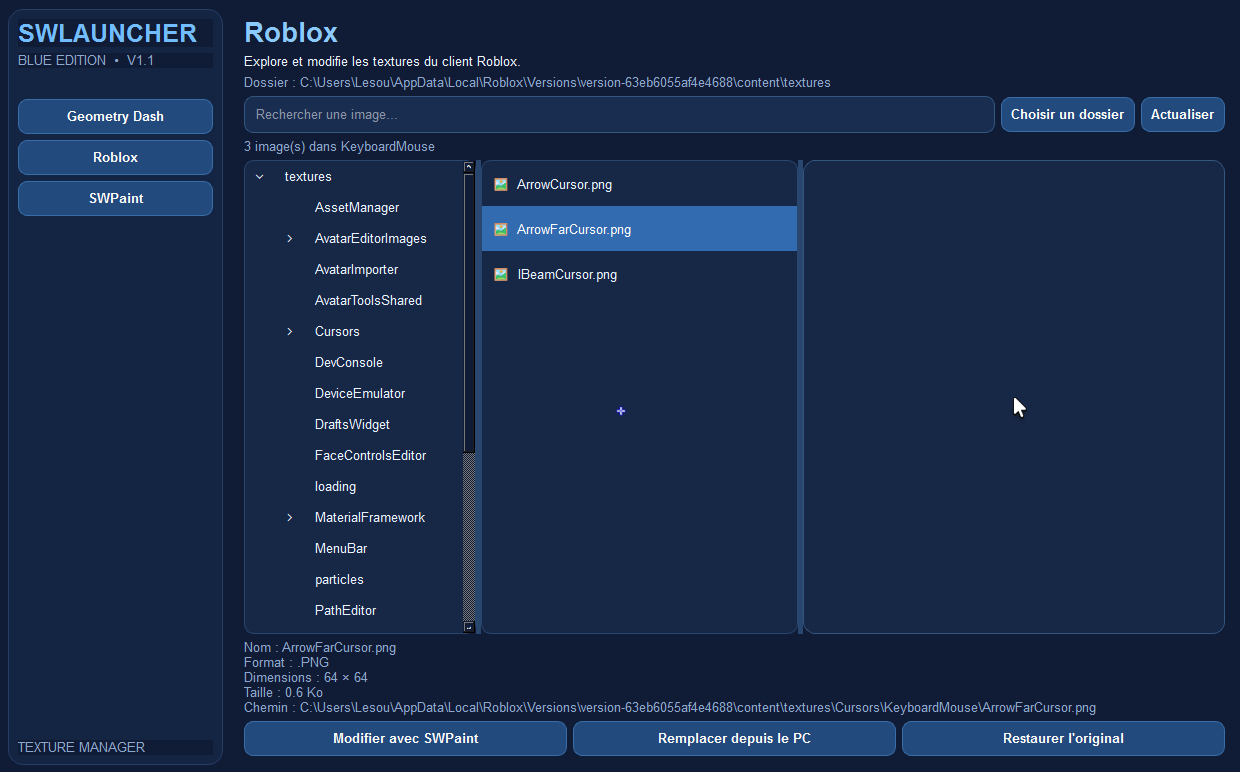 SWLAUNCHER
BLUE EDITION • V1.1
Geometry Dash
Roblox
SWPaint
TEXTURE MANAGER
Roblox
Explore et modifie les textures du client Roblox.
Dossier : C:\Users\Lesou\AppData\Local\Roblox\Versions\version-63eb6055af4e4688\content\textures
Rechercher une image...
Choisir un dossier
Actualiser
3 image(s) dans KeyboardMouse
textures
AssetManager
AvatarEditorImages
AvatarImporter
AvatarToolsShared
Cursors
DevConsole
DeviceEmulator
DraftsWidget
FaceControlsEditor
loading
MaterialFramework
MenuBar
particles
PathEditor
ArrowCursor.png
ArrowFarCursor.png
IBeamCursor.png
Nom : ArrowFarCursor.png
Format : .PNG
Dimensions : 64 × 64
Taille : 0.6 Ko
Chemin : C:\Users\Lesou\AppData\Local\Roblox\Versions\version-63eb6055af4e4688\content\textures\Cursors\KeyboardMouse\ArrowFarCursor.png
Modifier avec SWPaint
Remplacer depuis le PC
Restaurer l'original